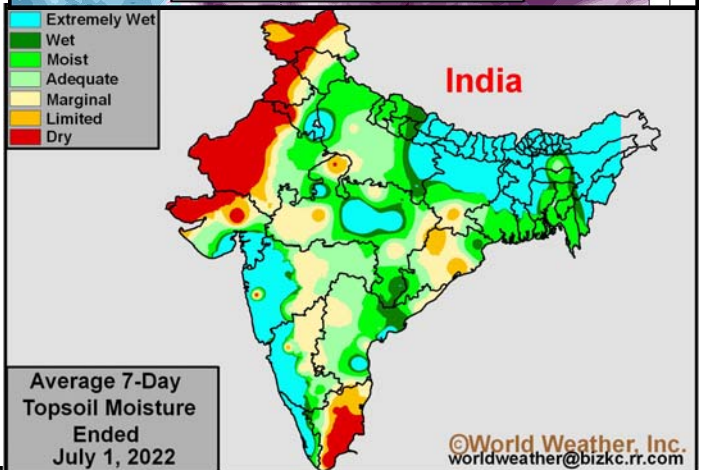 Extremely Wet
Wet
Moist
Adequate
Marginal
Limited
Dry
India
Average 7-Day
Topsoil Moisture
Ended
July 1, 2022
©World Weather, Inc.
worldweather@bizkc.rr.com